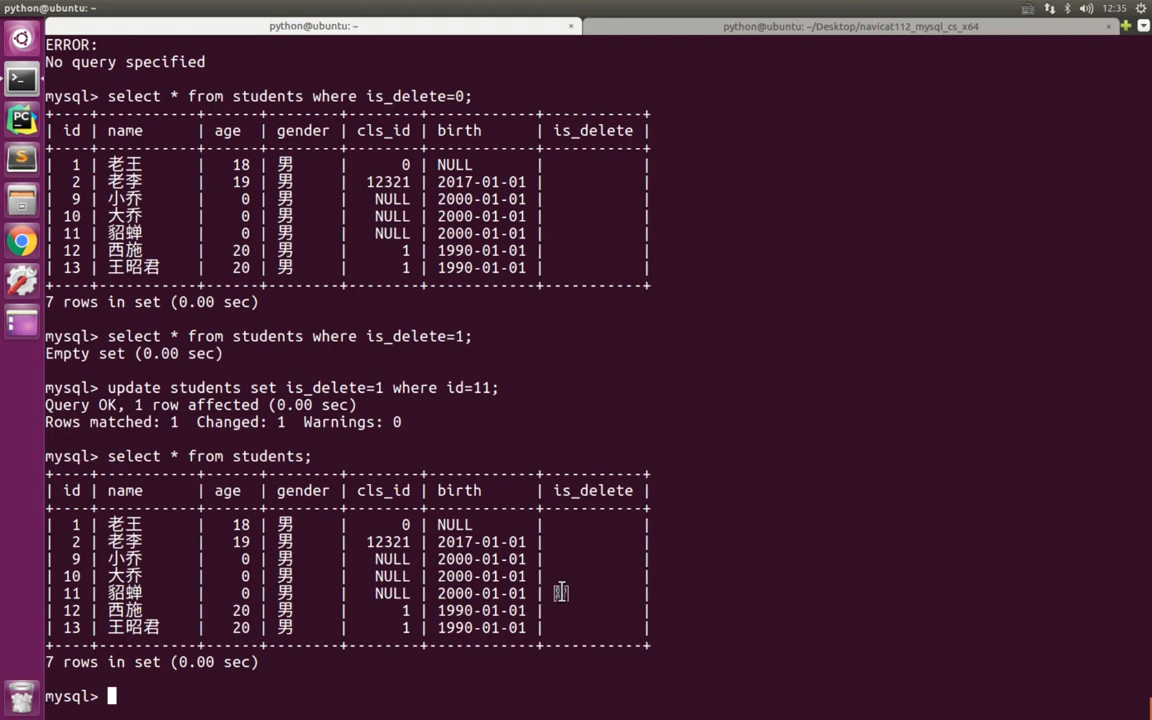 python@ubuntu: ~
12:35
python@ubuntu: ~ ×
python@ubuntu: ~/Desktop/navicat112_mysql_cs_x64 ×
ERROR:
No query specified
mysql> select * from students where is_delete=0;
+----+-----------+------+--------+--------+------------+-----------+
| id | name | age | gender | cls_id | birth | is_delete |
+----+-----------+------+--------+--------+------------+-----------+
| 1 | 老王 | 18 | 男 | 0 | NULL | |
| 2 | 老李 | 19 | 男 | 12321 | 2017-01-01 | |
| 9 | 小乔 | 0 | 男 | NULL | 2000-01-01 | |
| 10 | 大乔 | 0 | 男 | NULL | 2000-01-01 | |
| 11 | 貂蝉 | 0 | 男 | NULL | 2000-01-01 | |
| 12 | 西施 | 20 | 男 | 1 | 1990-01-01 | |
| 13 | 王昭君 | 20 | 男 | 1 | 1990-01-01 | |
+----+-----------+------+--------+--------+------------+-----------+
7 rows in set (0.00 sec)
mysql> select * from students where is_delete=1;
Empty set (0.00 sec)
mysql> update students set is_delete=1 where id=11;
Query OK, 1 row affected (0.00 sec)
Rows matched: 1 Changed: 1 Warnings: 0
mysql> select * from students;
+----+-----------+------+--------+--------+------------+-----------+
| id | name | age | gender | cls_id | birth | is_delete |
+----+-----------+------+--------+--------+------------+-----------+
| 1 | 老王 | 18 | 男 | 0 | NULL | |
| 2 | 老李 | 19 | 男 | 12321 | 2017-01-01 | |
| 9 | 小乔 | 0 | 男 | NULL | 2000-01-01 | |
| 10 | 大乔 | 0 | 男 | NULL | 2000-01-01 | |
| 11 | 貂蝉 | 0 | 男 | NULL | 2000-01-01 | |
| 12 | 西施 | 20 | 男 | 1 | 1990-01-01 | |
| 13 | 王昭君 | 20 | 男 | 1 | 1990-01-01 | |
+----+-----------+------+--------+--------+------------+-----------+
7 rows in set (0.00 sec)
mysql>